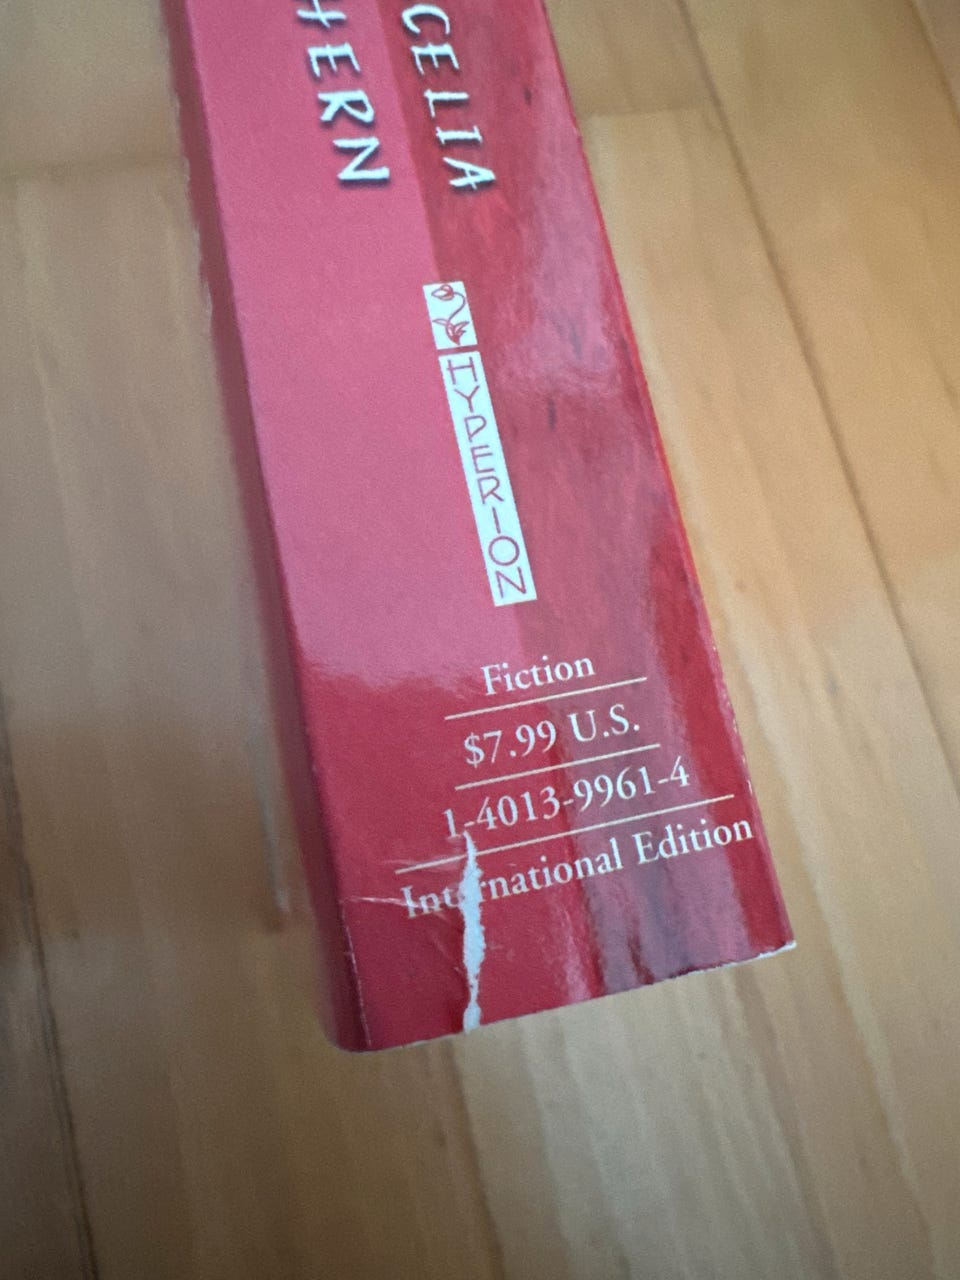 CELIA
HERN
HYPERION
Fiction
$7.99 U.S.
1-4013-9961-4
International Edition